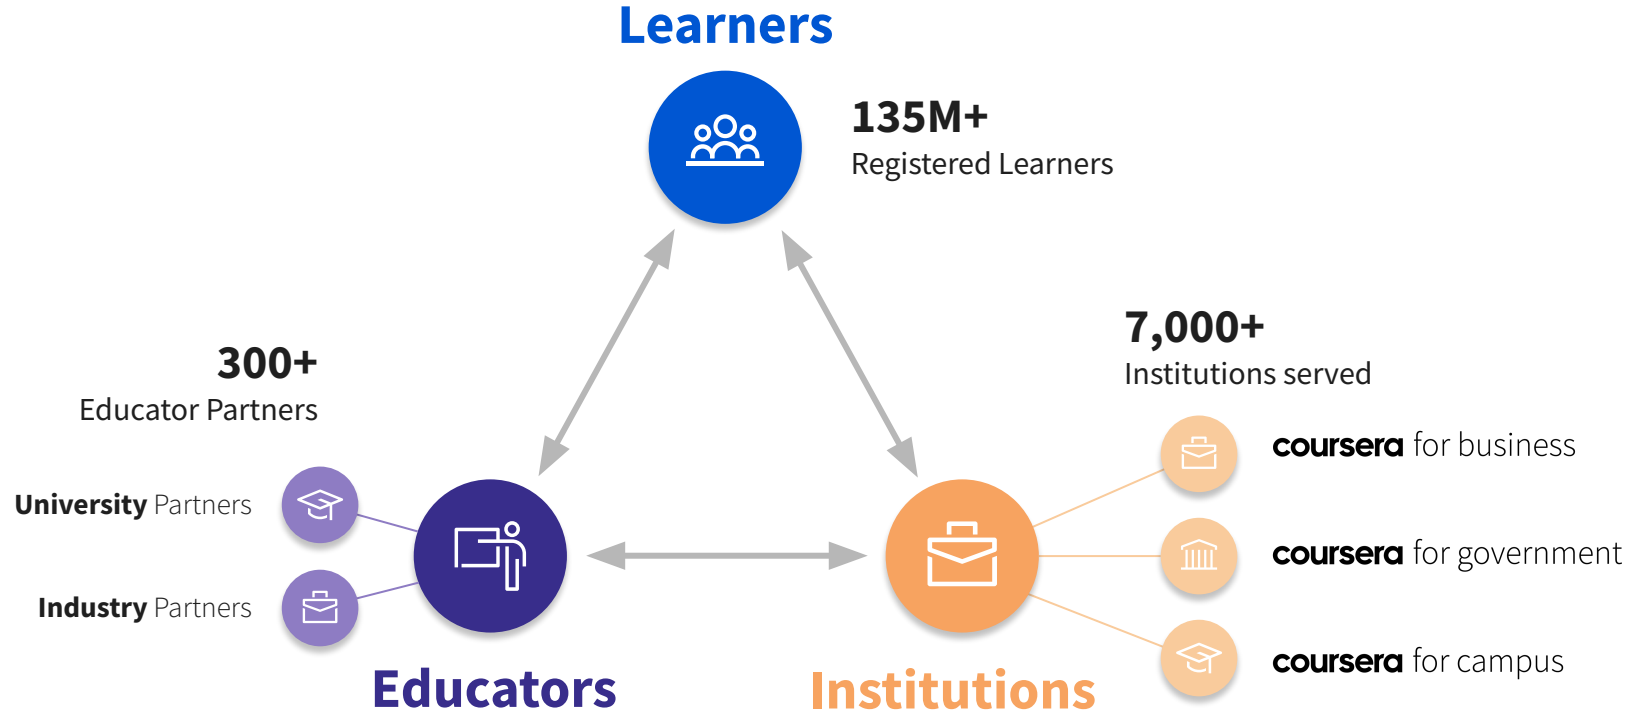 Learners
135M+
Registered Learners
300+
Educator Partners
University Partners
Industry Partners
Educators
7,000+
Institutions served
coursera for business
coursera for government
coursera for campus
Institutions